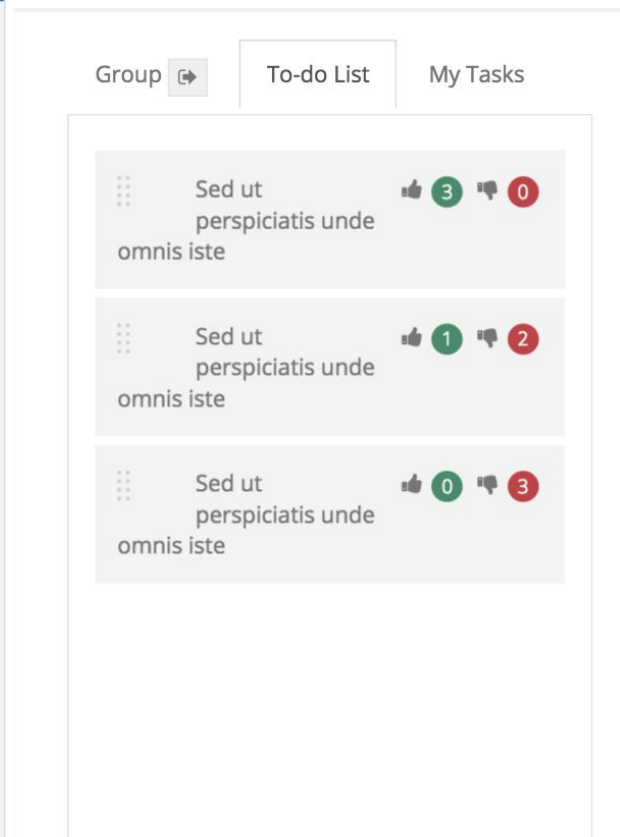 Group To-do List My Tasks
Sed ut 3 0
perspiciatis unde
omnis iste
Sed ut 1 2
perspiciatis unde
omnis iste
Sed ut 0 3
perspiciatis unde
omnis iste